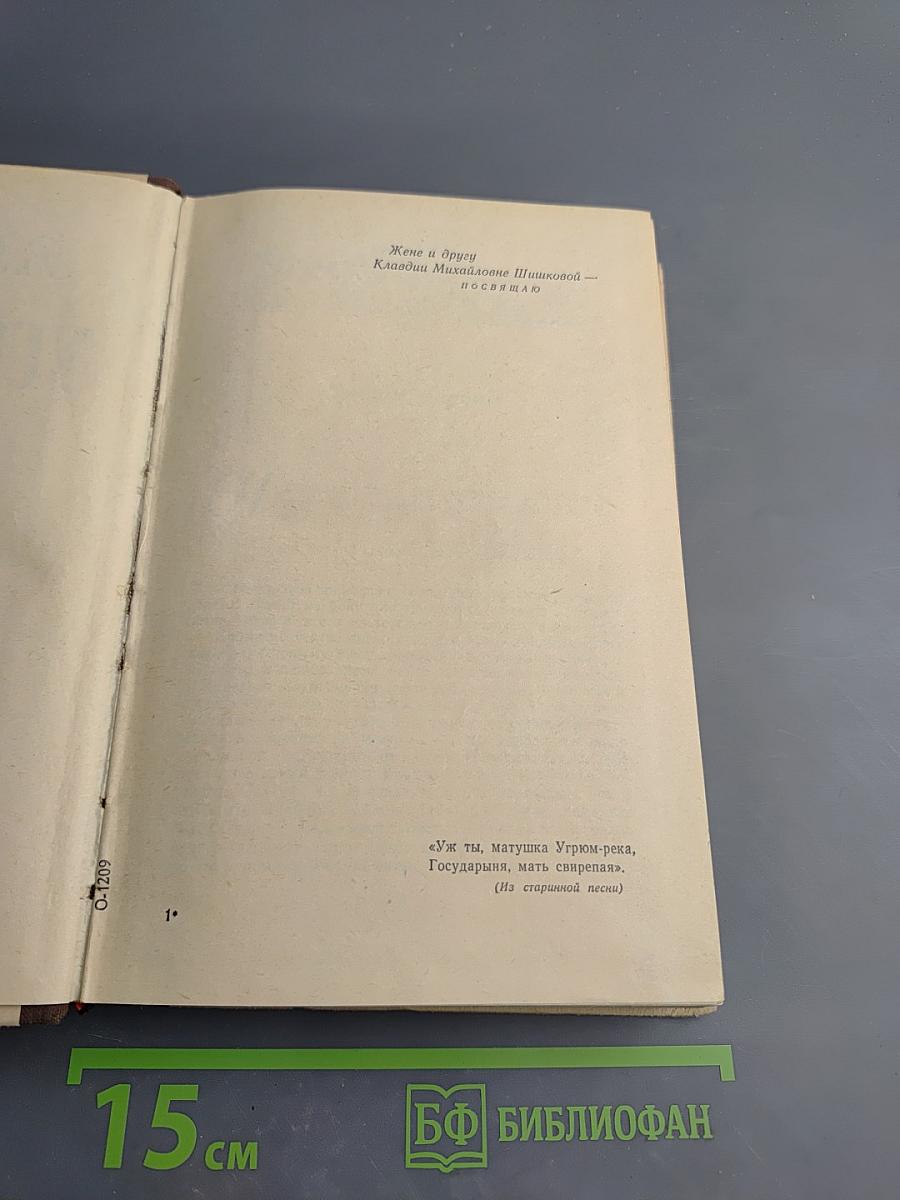 Жене и другу
Клавдии Михайловне Шишковой —
ПОСВЯЩАЮ
«Уж ты, матушка Угрюм-река,
Государыня, мать свирепая».
(Из старинной песни)
О-1209
1*
15 см
БФ БИБЛИОФАН